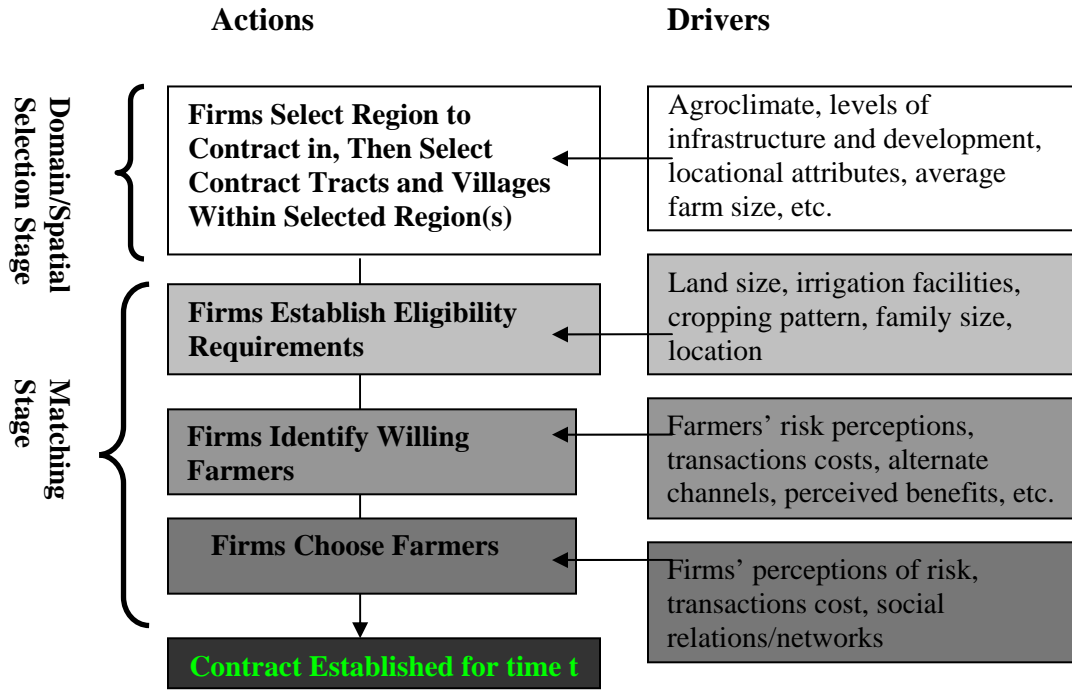 Actions
Drivers
Domain/Spatial
Selection Stage
Firms Select Region to
Contract in, Then Select
Contract Tracts and Villages
Within Selected Region(s)
Agroclimate, levels of
infrastructure and development,
locational attributes, average
farm size, etc.
Matching
Stage
Firms Establish Eligibility
Requirements
Land size, irrigation facilities,
cropping pattern, family size,
location
Firms Identify Willing
Farmers
Farmers’ risk perceptions,
transactions costs, alternate
channels, perceived benefits, etc.
Firms Choose Farmers
Firms’ perceptions of risk,
transactions cost, social
relations/networks
Contract Established for time t